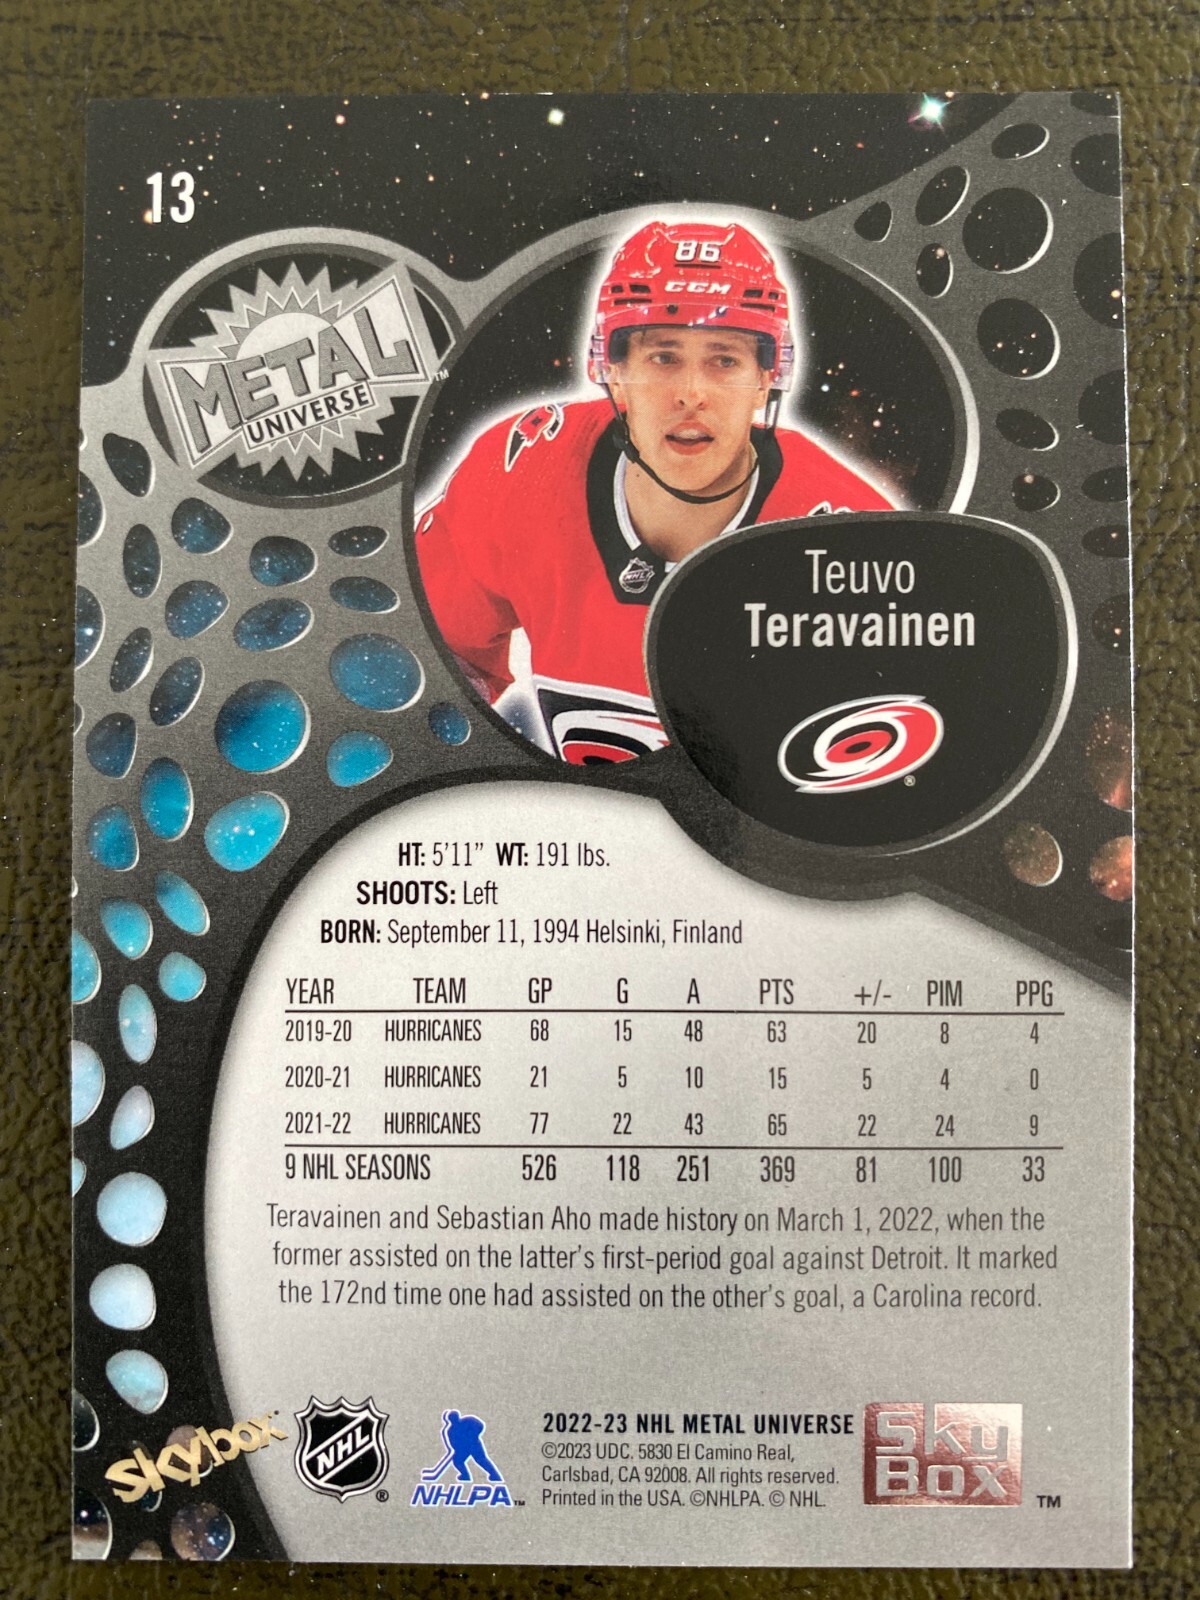 13
METAL
UNIVERSE™
86
CCM
NHL
Teuvo
Teravainen
®
HT: 5'11" WT: 191 lbs.
SHOOTS: Left
BORN: September 11, 1994 Helsinki, Finland
YEAR TEAM GP G A PTS +/- PIM PPG
2019-20 HURRICANES 68 15 48 63 20 8 4
2020-21 HURRICANES 21 5 10 15 5 4 0
2021-22 HURRICANES 77 22 43 65 22 24 9
9 NHL SEASONS 526 118 251 369 81 100 33
Teravainen and Sebastian Aho made history on March 1, 2022, when the
former assisted on the latter's first-period goal against Detroit. It marked
the 172nd time one had assisted on the other's goal, a Carolina record.
skybox
NHL®
NHLPA™
2022-23 NHL METAL UNIVERSE
©2023 UDC. 5830 El Camino Real,
Carlsbad, CA 92008. All rights reserved.
Printed in the USA. ©NHLPA. © NHL.
Sky
BOX
™